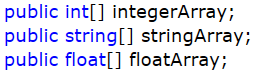 public int[] integerArray;
public string[] stringArray;
public float[] floatArray;